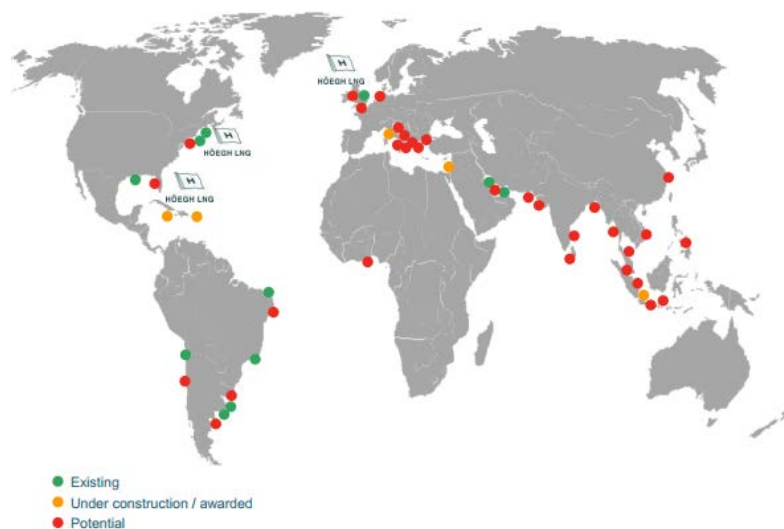 HÖEGH LNG
HÖEGH LNG
HÖEGH LNG
Existing
Under construction / awarded
Potential